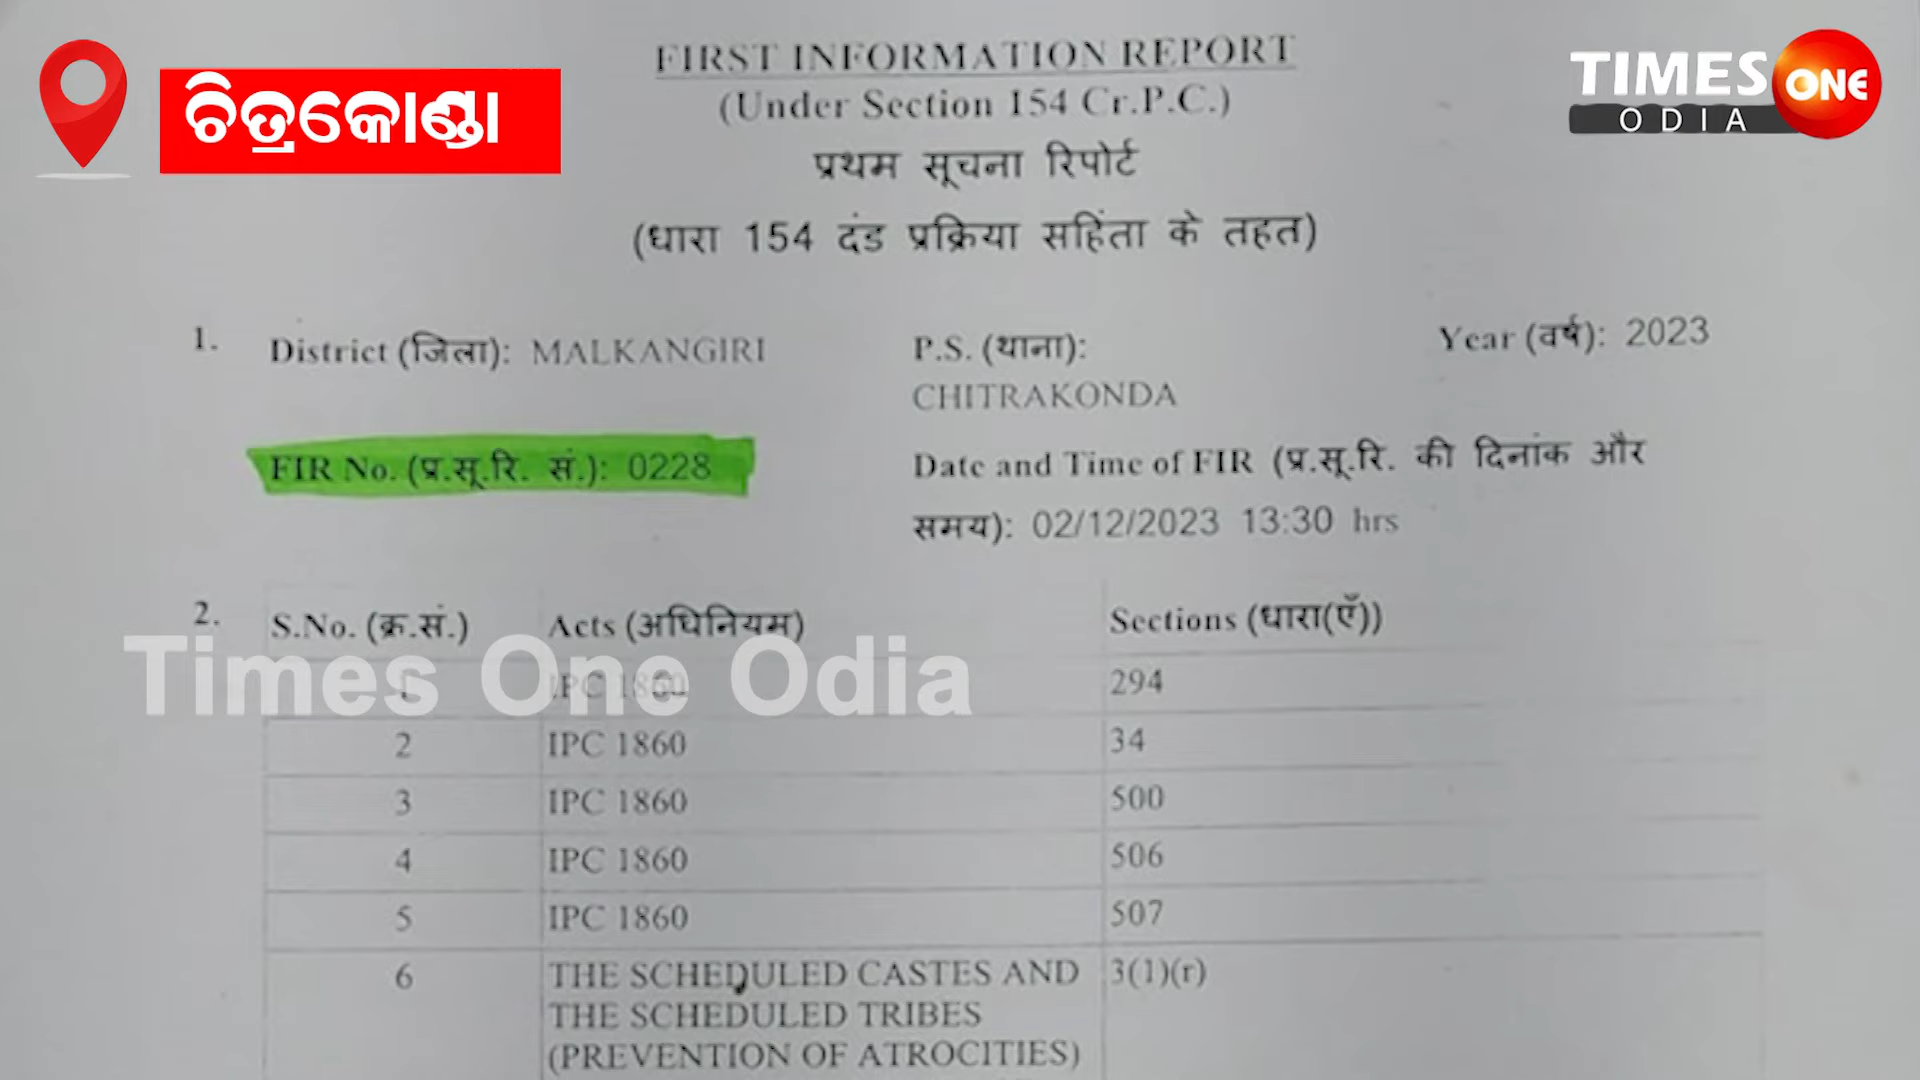 ଚିତ୍ରକୋଣ୍ଡା
TIMES ONE
ODIA
FIRST INFORMATION REPORT
(Under Section 154 Cr.P.C.)
प्रथम सूचना रिपोर्ट
(धारा 154 दंड प्रक्रिया सहिंता के तहत)
1. District (जिला): MALKANGIRI P.S. (थाना): Year (वर्ष): 2023
CHITRAKONDA
FIR No. (प्र.सू.रि. सं.): 0228 Date and Time of FIR (प्र.सू.रि. की दिनांक और
समय): 02/12/2023 13:30 hrs
2. S.No. (क्र.सं.) Acts (अधिनियम) Sections (धारा(एँ))
Times One Odia
1 IPC 1860 294
2 IPC 1860 34
3 IPC 1860 500
4 IPC 1860 506
5 IPC 1860 507
6 THE SCHEDULED CASTES AND 3(1)(r)
THE SCHEDULED TRIBES
(PREVENTION OF ATROCITIES)